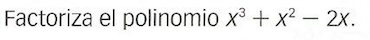 Factoriza el polinomio x³ + x² − 2x.